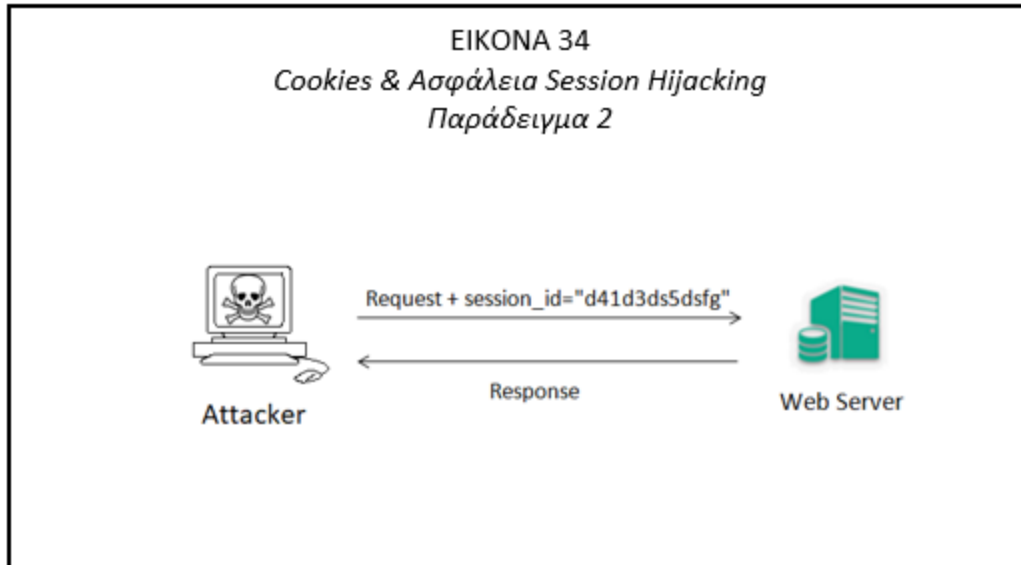 ΕΙΚΟΝΑ 34
Cookies & Ασφάλεια Session Hijacking
Παράδειγμα 2
Request + session_id="d41d3ds5dsfg"
Response
Attacker
Web Server